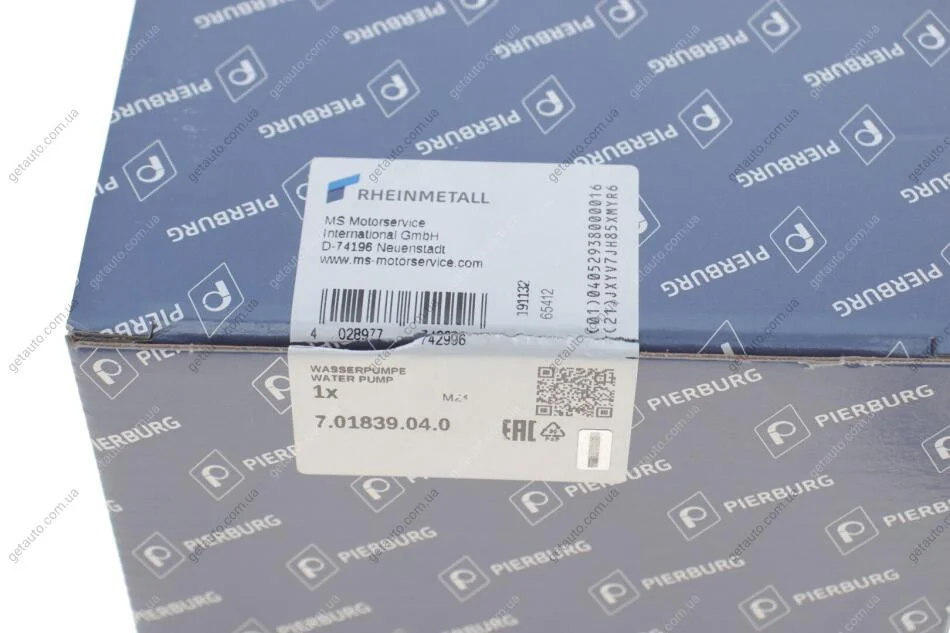 PIERBURG
RHEINMETALL
MS Motorservice
International GmbH
D-74196 Neuenstadt
www.ms-motorservice.com
4 028977 742996
191132
65412
(01)04052938000016
(21)JXYV7JH85XMYR6
WASSERPUMPE
WATER PUMP
1x
7.01839.04.0
EAC
PAP
getauto.com.ua